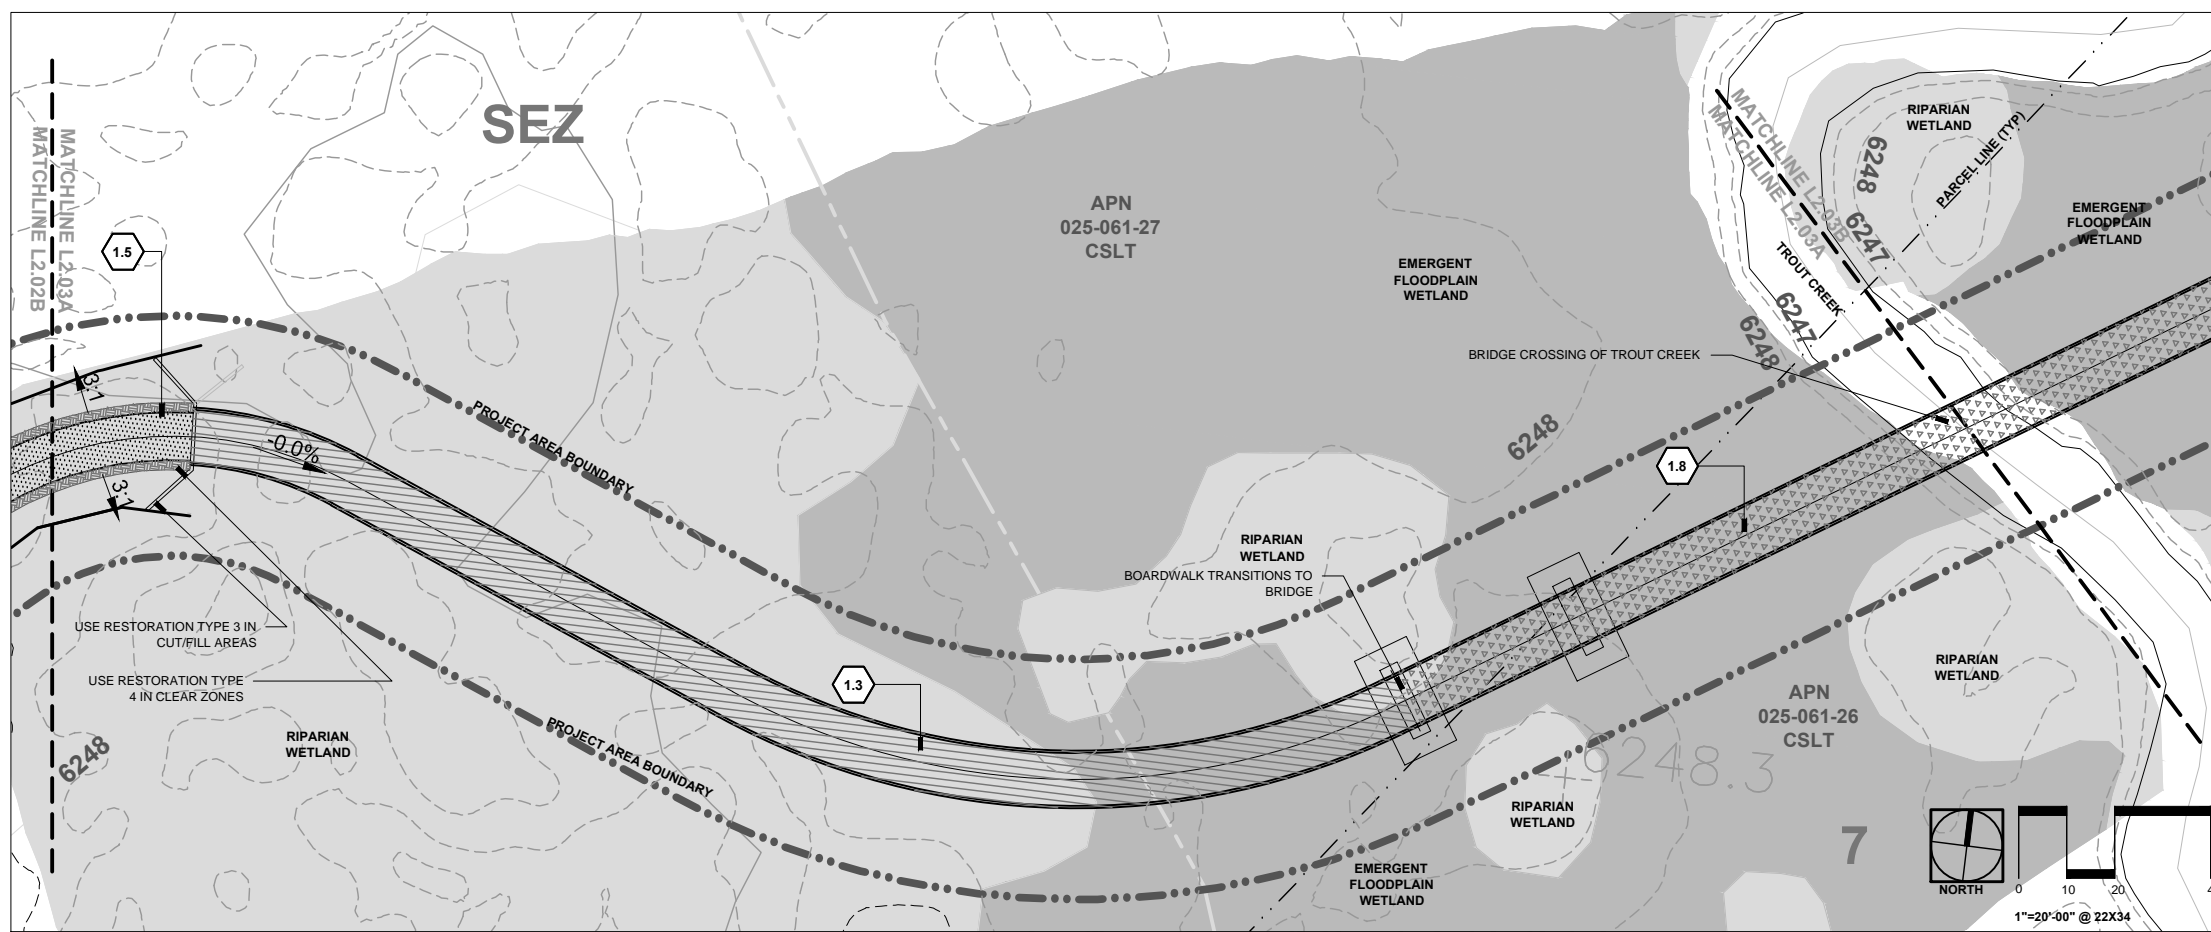 SEZ
MATCHLINE L2.03A
MATCHLINE L2.02B
1.5
3:1
3:1
-0.0%
PROJECT AREA BOUNDARY
PROJECT AREA BOUNDARY
USE RESTORATION TYPE 3 IN
CUT/FILL AREAS
USE RESTORATION TYPE
4 IN CLEAR ZONES
RIPARIAN
WETLAND
6248
1.3
APN
025-061-27
CSLT
EMERGENT
FLOODPLAIN
WETLAND
RIPARIAN
WETLAND
BOARDWALK TRANSITIONS TO
BRIDGE
6248
1.8
BRIDGE CROSSING OF TROUT CREEK
MATCHLINE L2.03B
MATCHLINE L2.03A
TROUT CREEK
6247
6248
6248
6247
RIPARIAN
WETLAND
PARCEL LINE (TYP)
EMERGENT
FLOODPLAIN
WETLAND
RIPARIAN
WETLAND
APN
025-061-26
CSLT
6248.3
RIPARIAN
WETLAND
EMERGENT
FLOODPLAIN
WETLAND
7
NORTH
0 10 20 4
1"=20'-00" @ 22X34